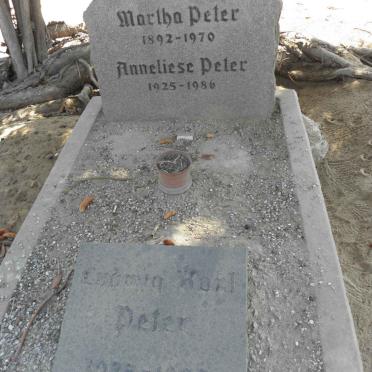 Martha Peter
1892-1970
Anneliese Peter
1925-1986
Ludwig Karl
Peter